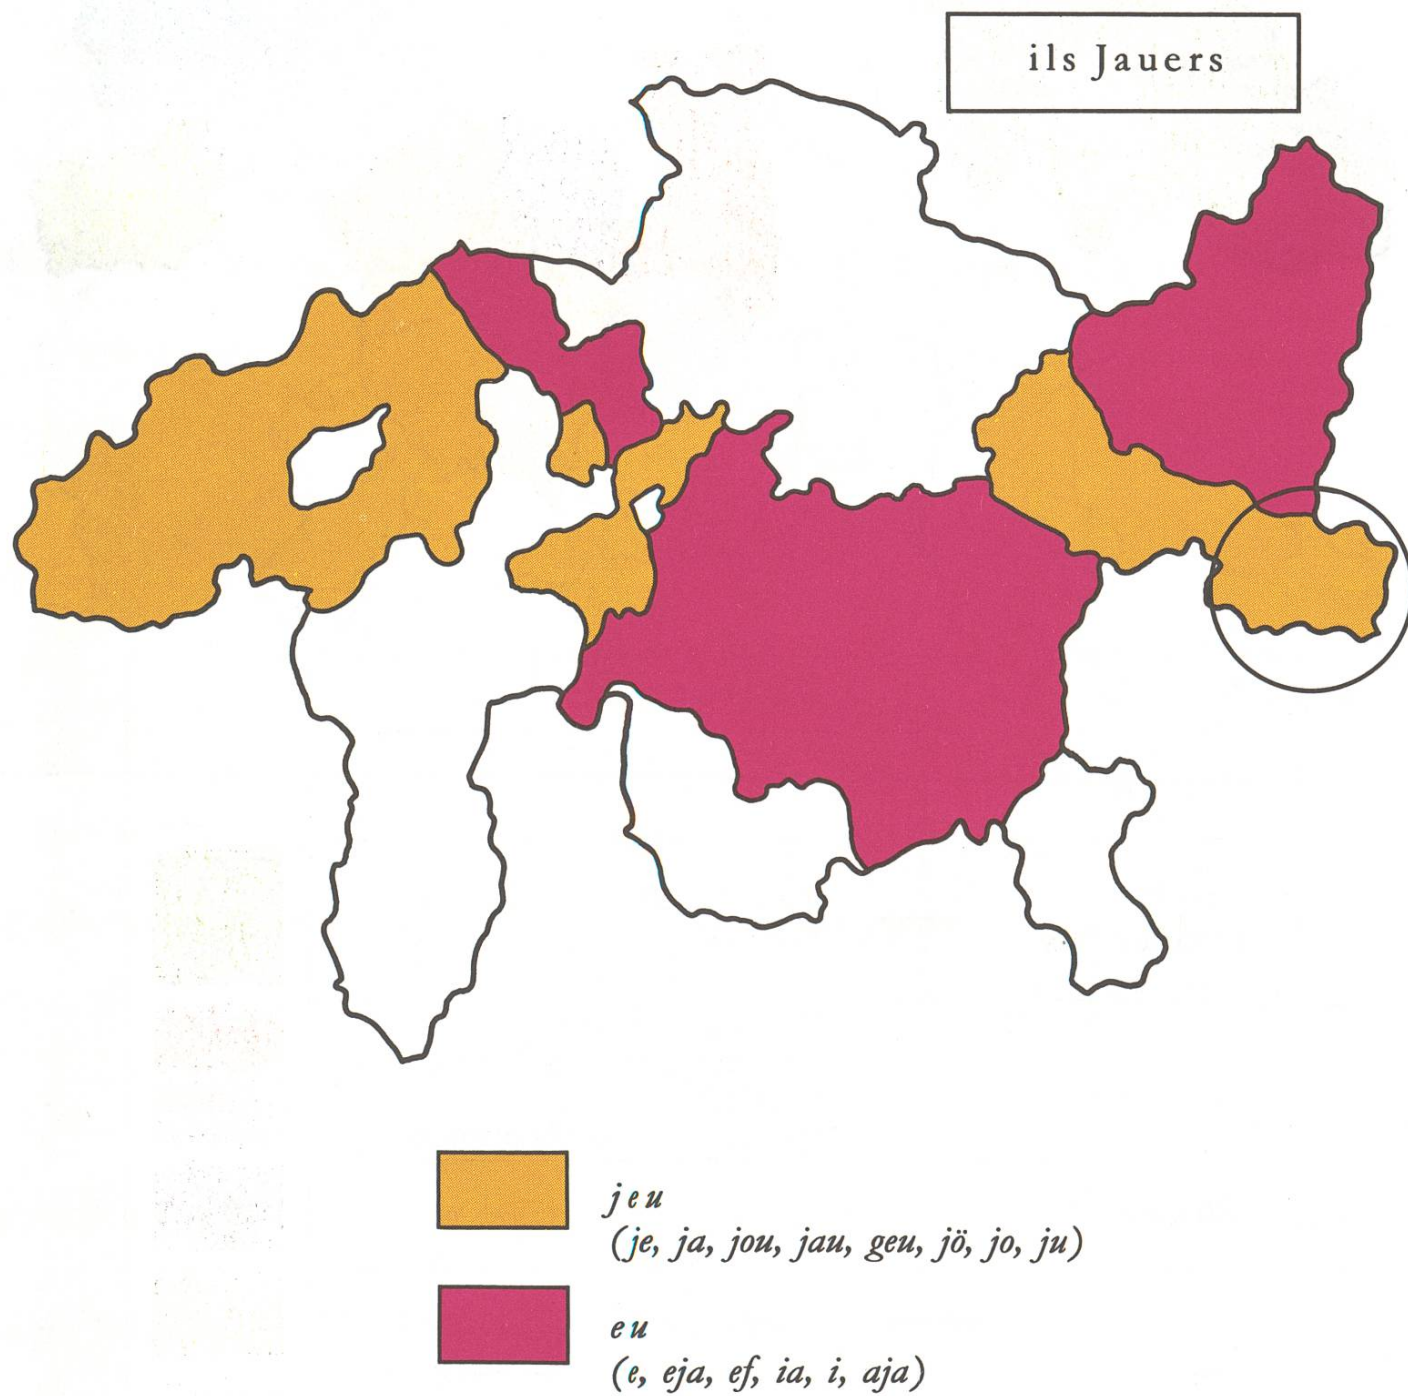 ils Jauers
jeu
(je, ja, jou, jau, geu, jö, jo, ju)
eu
(e, eja, ef, ia, i, aja)